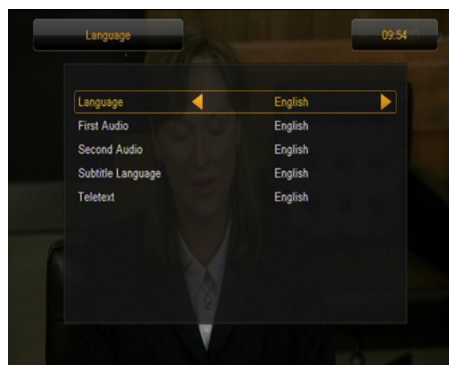 Language 09:54
Language English
First Audio English
Second Audio English
Subtitle Language English
Teletext English